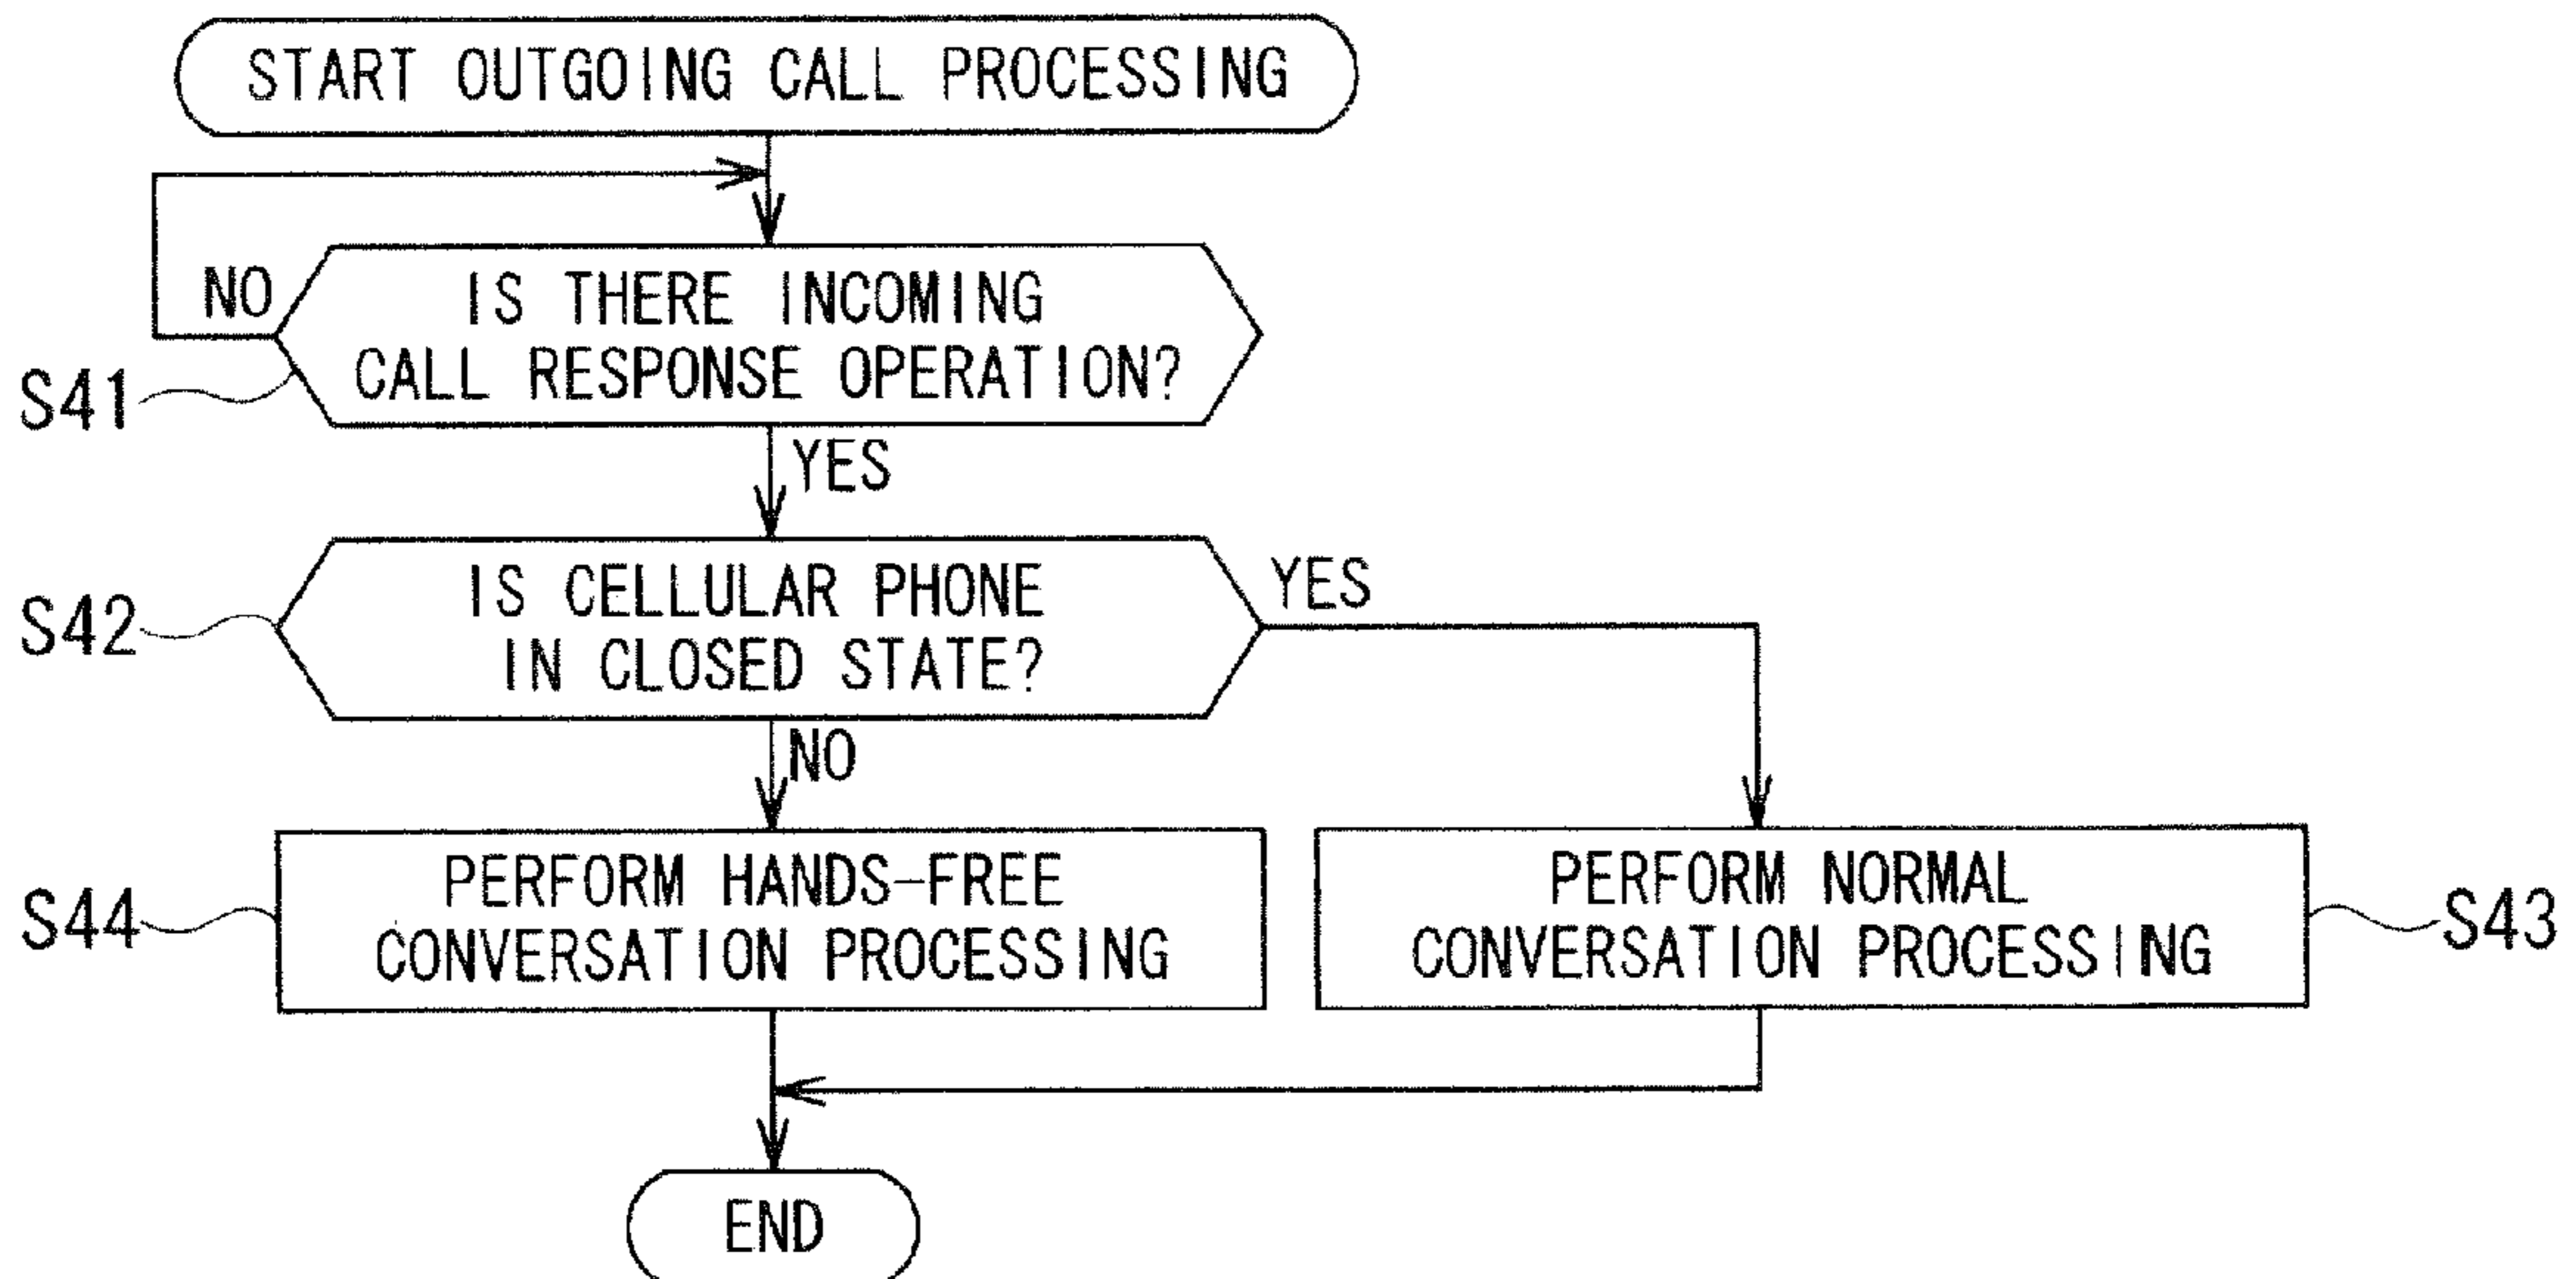 START OUTGOING CALL PROCESSING
NO
IS THERE INCOMING
CALL RESPONSE OPERATION?
S41
YES
IS CELLULAR PHONE
IN CLOSED STATE?
YES
S42
NO
PERFORM HANDS-FREE
CONVERSATION PROCESSING
S44
PERFORM NORMAL
CONVERSATION PROCESSING
S43
END